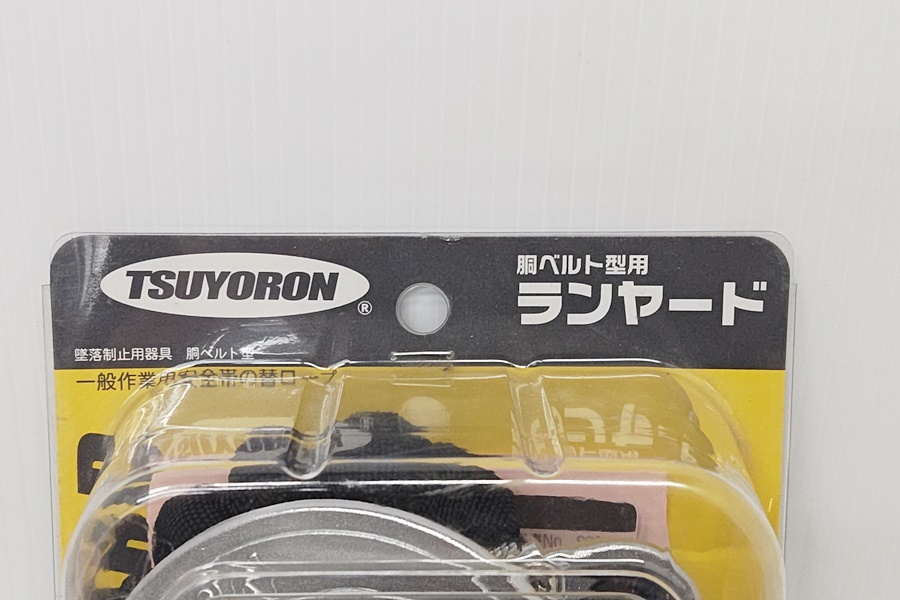 TSUYORON®
胴ベルト型用
ランヤード
墜落制止用器具 胴ベルト型
一般作業用安全帯の替ロープ